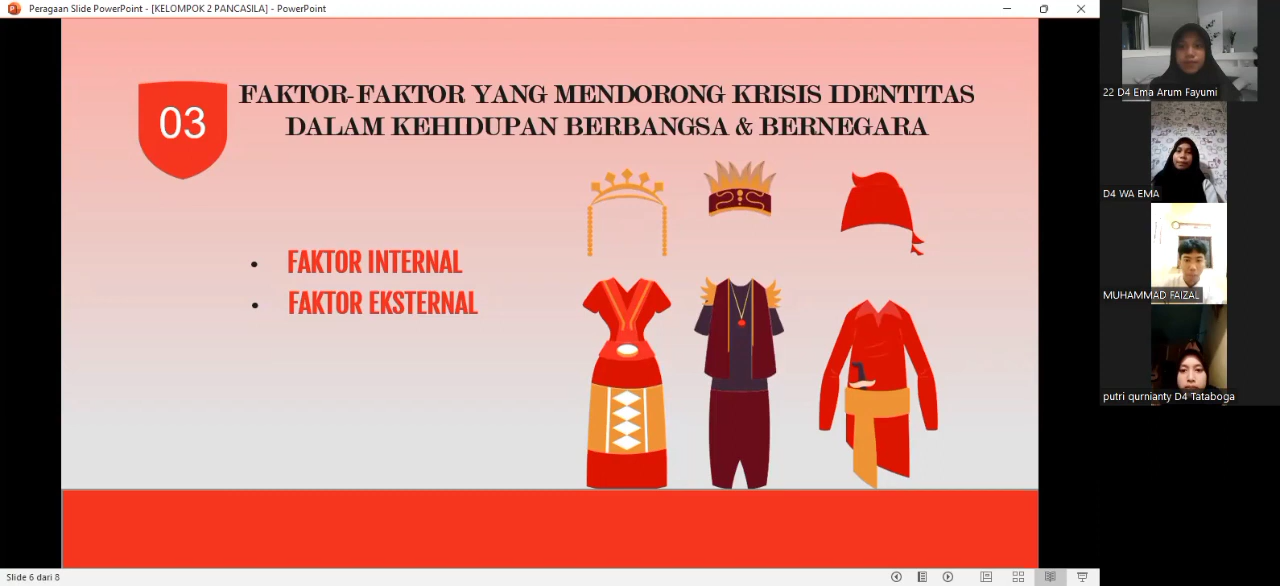 Peragaan Slide PowerPoint - [KELOMPOK 2 PANCASILA] - PowerPoint
03
FAKTOR-FAKTOR YANG MENDORONG KRISIS IDENTITAS
DALAM KEHIDUPAN BERBANGSA & BERNEGARA
• FAKTOR INTERNAL
• FAKTOR EKSTERNAL
22 D4 Ema Arum Fayumi
D4 WA EMA
MUHAMMAD FAIZAL
putri qurnianty D4 Tataboga
Slide 6 dari 8